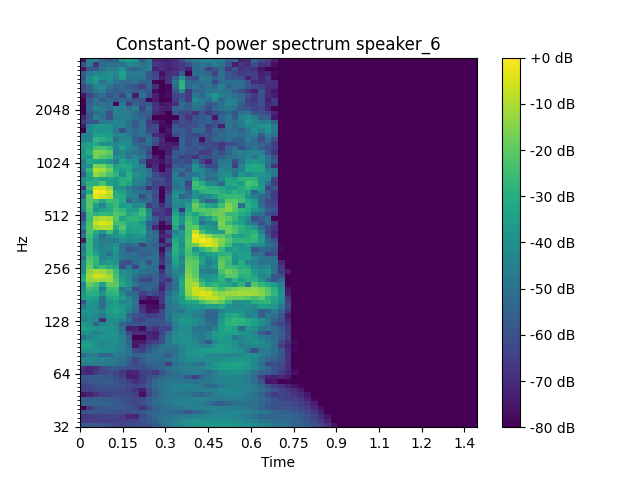 Constant-Q power spectrum speaker_6
Hz
2048
1024
512
256
128
64
32
0 0.15 0.3 0.45 0.6 0.75 0.9 1.1 1.2 1.4
Time
+0 dB
-10 dB
-20 dB
-30 dB
-40 dB
-50 dB
-60 dB
-70 dB
-80 dB